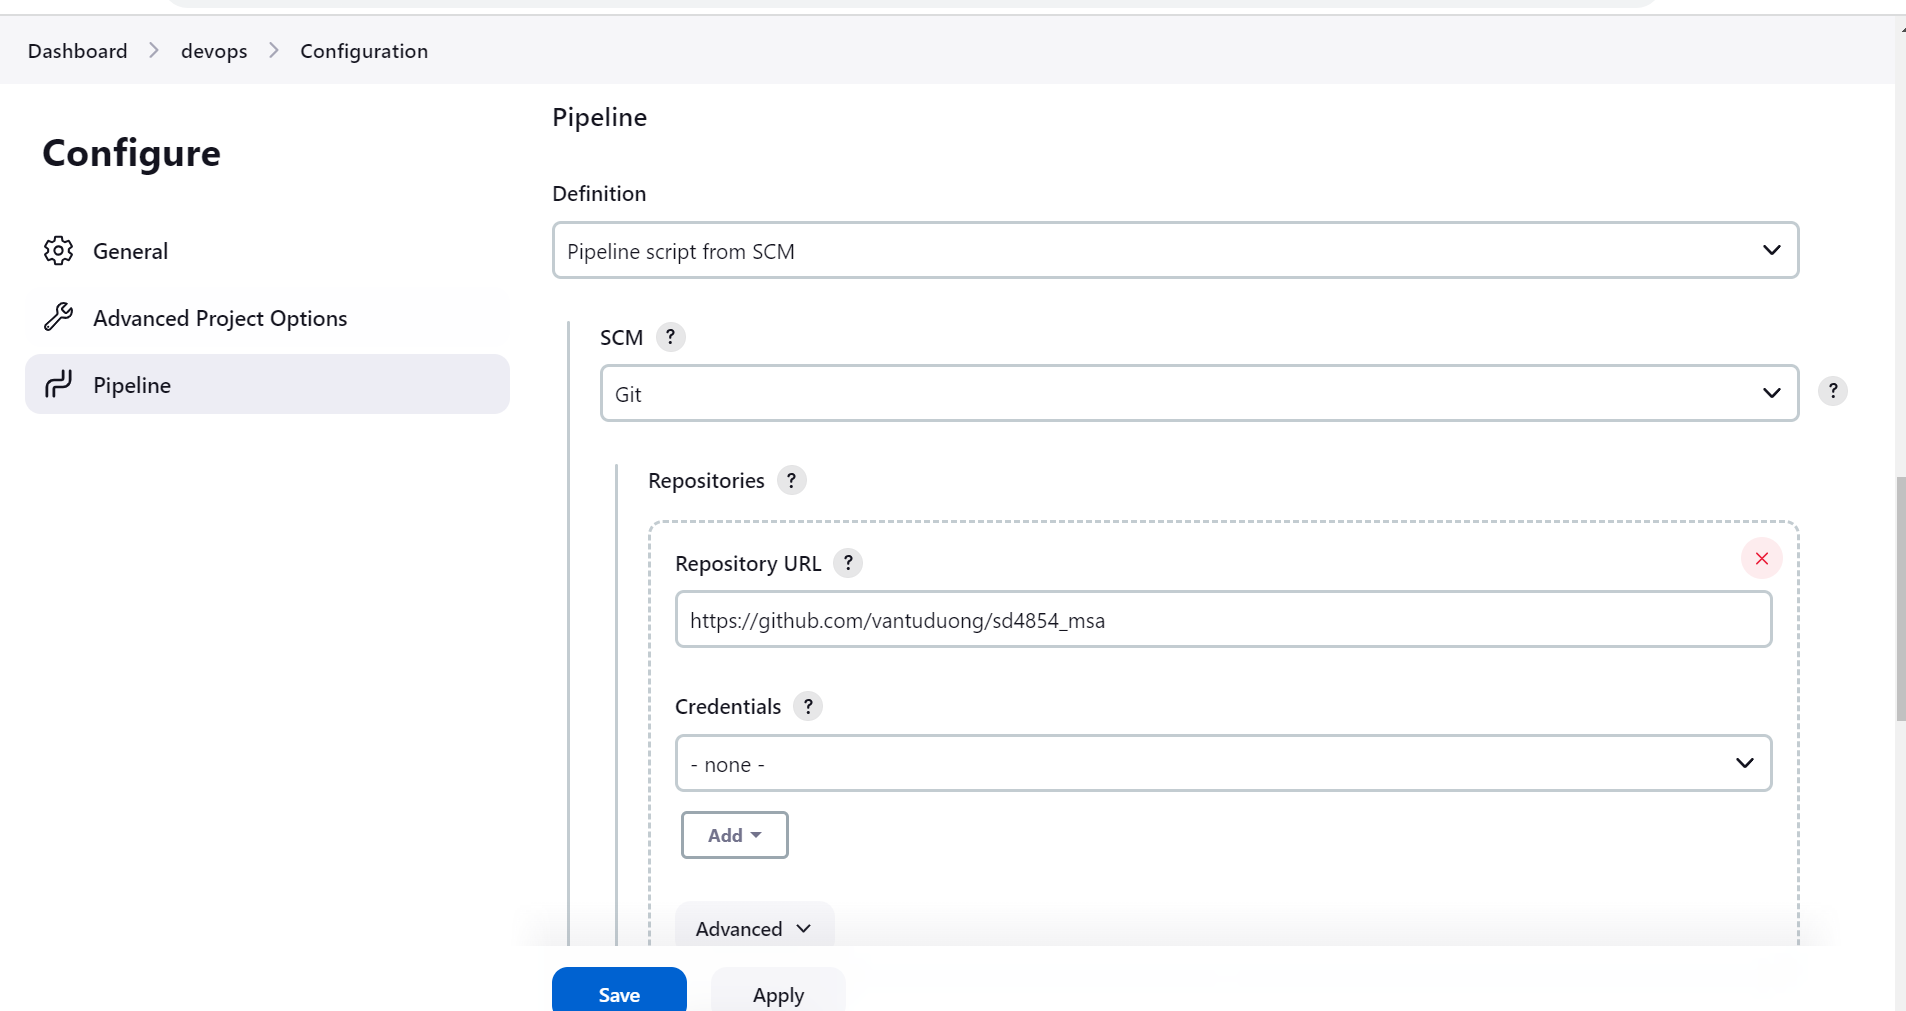 Dashboard > devops > Configuration
Configure
General
Advanced Project Options
Pipeline
Pipeline
Definition
Pipeline script from SCM
SCM ?
Git
?
Repositories ?
Repository URL ?
https://github.com/vantuduong/sd4854_msa
Credentials ?
- none -
Add
Advanced
Save
Apply